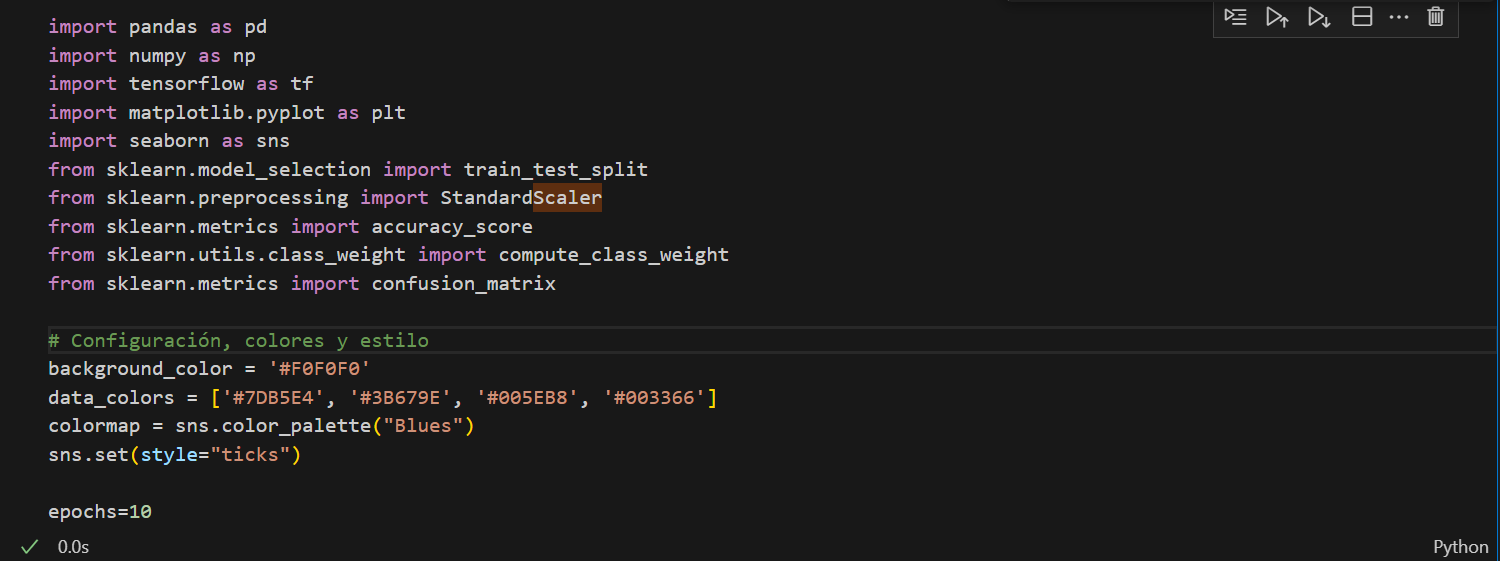 import pandas as pd
import numpy as np
import tensorflow as tf
import matplotlib.pyplot as plt
import seaborn as sns
from sklearn.model_selection import train_test_split
from sklearn.preprocessing import StandardScaler
from sklearn.metrics import accuracy_score
from sklearn.utils.class_weight import compute_class_weight
from sklearn.metrics import confusion_matrix
# Configuración, colores y estilo
background_color = '#F0F0F0'
data_colors = ['#7DB5E4', '#3B679E', '#005EB8', '#003366']
colormap = sns.color_palette("Blues")
sns.set(style="ticks")
epochs=10
0.0s
Python